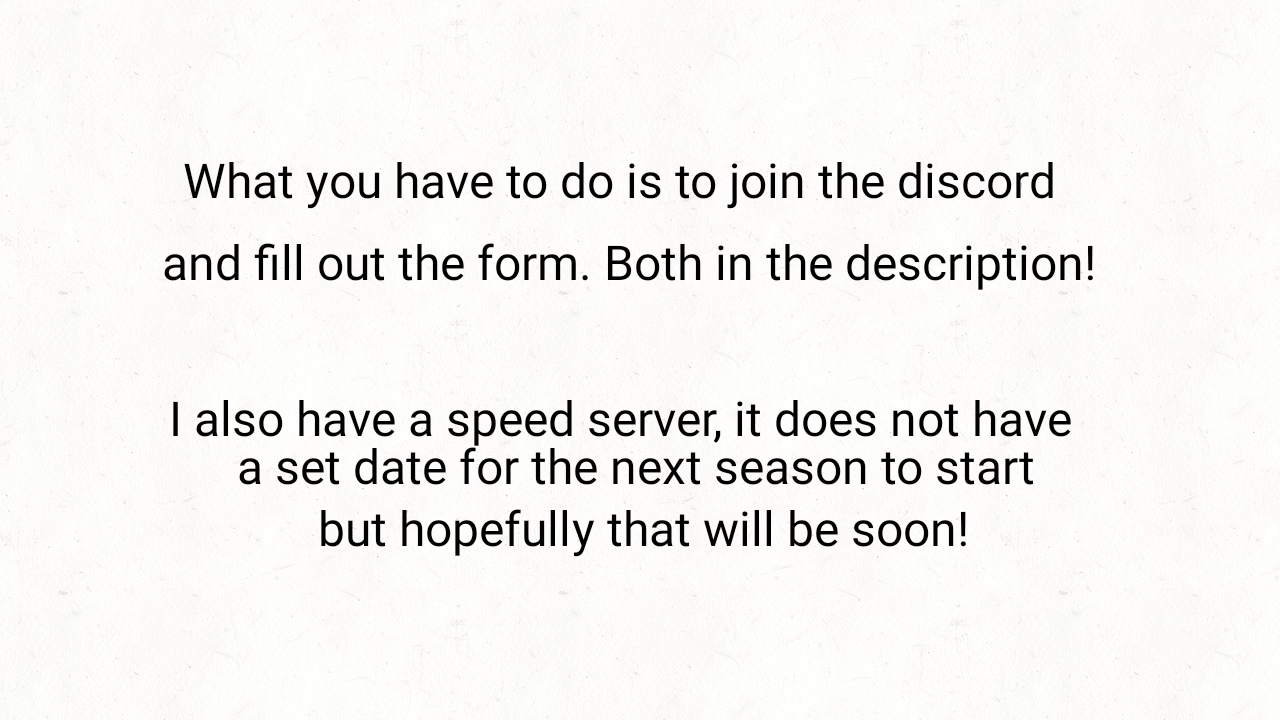 What you have to do is to join the discord
and fill out the form. Both in the description!
I also have a speed server, it does not have
a set date for the next season to start
but hopefully that will be soon!